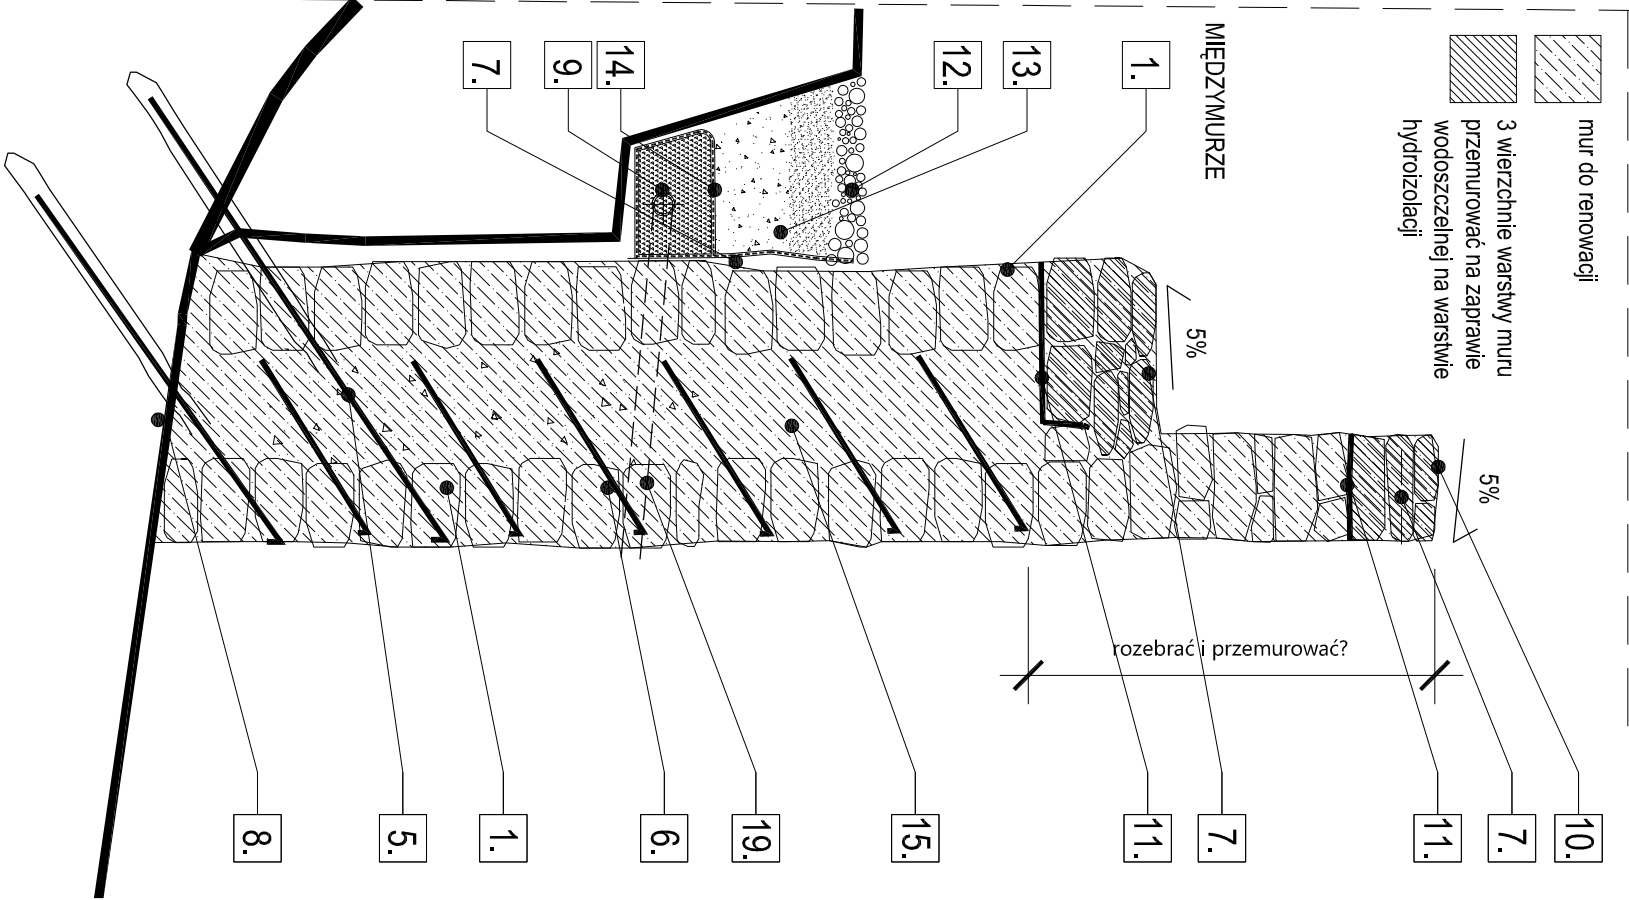 mur do renowacji
3 wierzchnie warstwy muru
przemurować na zaprawie
wodoszczelnej na warstwie
hydroizolacji
MIĘDZYMURZE
5%
5%
rozebrać i przemurować?
1.
13.
12.
14.
9.
7.
10.
7.
11.
7.
11.
15.
19.
6.
1.
5.
8.